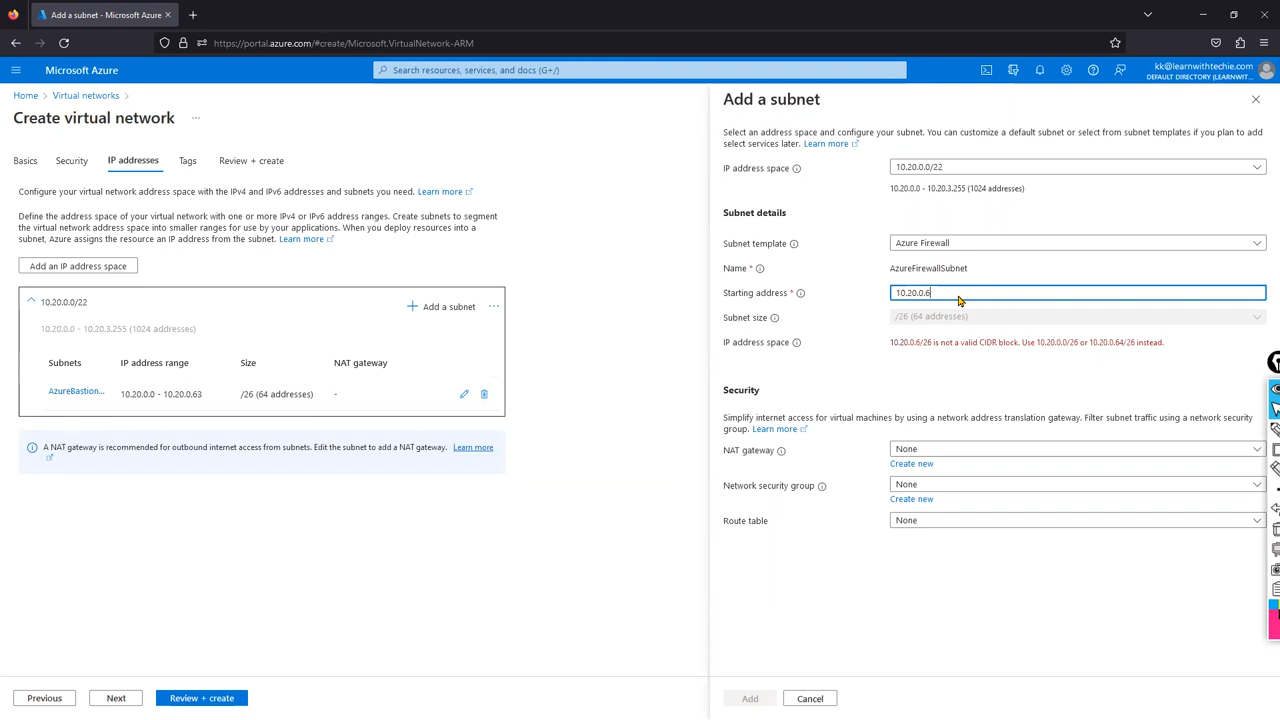 Add a subnet - Microsoft Azure
https://portal.azure.com/#create/Microsoft.VirtualNetwork-ARM
Microsoft Azure
Search resources, services, and docs (G+/)
kk@learnwithtechie.com
DEFAULT DIRECTORY (LEARNWIT...
Home > Virtual networks >
Create virtual network ...
Basics Security IP addresses Tags Review + create
Configure your virtual network address space with the IPv4 and IPv6 addresses and subnets you need. Learn more
Define the address space of your virtual network with one or more IPv4 or IPv6 address ranges. Create subnets to segment
the virtual network address space into smaller ranges for use by your applications. When you deploy resources into a
subnet, Azure assigns the resource an IP address from the subnet. Learn more
Add an IP address space
10.20.0.0/22
Add a subnet ...
10.20.0.0 - 10.20.3.255 (1024 addresses)
Subnets IP address range Size NAT gateway
AzureBastion... 10.20.0.0 - 10.20.0.63 /26 (64 addresses) -
A NAT gateway is recommended for outbound internet access from subnets. Edit the subnet to add a NAT gateway. Learn more
Previous Next Review + create
Add a subnet
Select an address space and configure your subnet. You can customize a default subnet or select from subnet templates if you plan to add
select services later. Learn more
IP address space 10.20.0.0/22
10.20.0.0 - 10.20.3.255 (1024 addresses)
Subnet details
Subnet template Azure Firewall
Name * AzureFirewallSubnet
Starting address * 10.20.0.6
Subnet size /26 (64 addresses)
IP address space 10.20.0.6/26 is not a valid CIDR block. Use 10.20.0.0/26 or 10.20.0.64/26 instead.
Security
Simplify internet access for virtual machines by using a network address translation gateway. Filter subnet traffic using a network security
group. Learn more
NAT gateway None
Create new
Network security group None
Create new
Route table None
Add Cancel